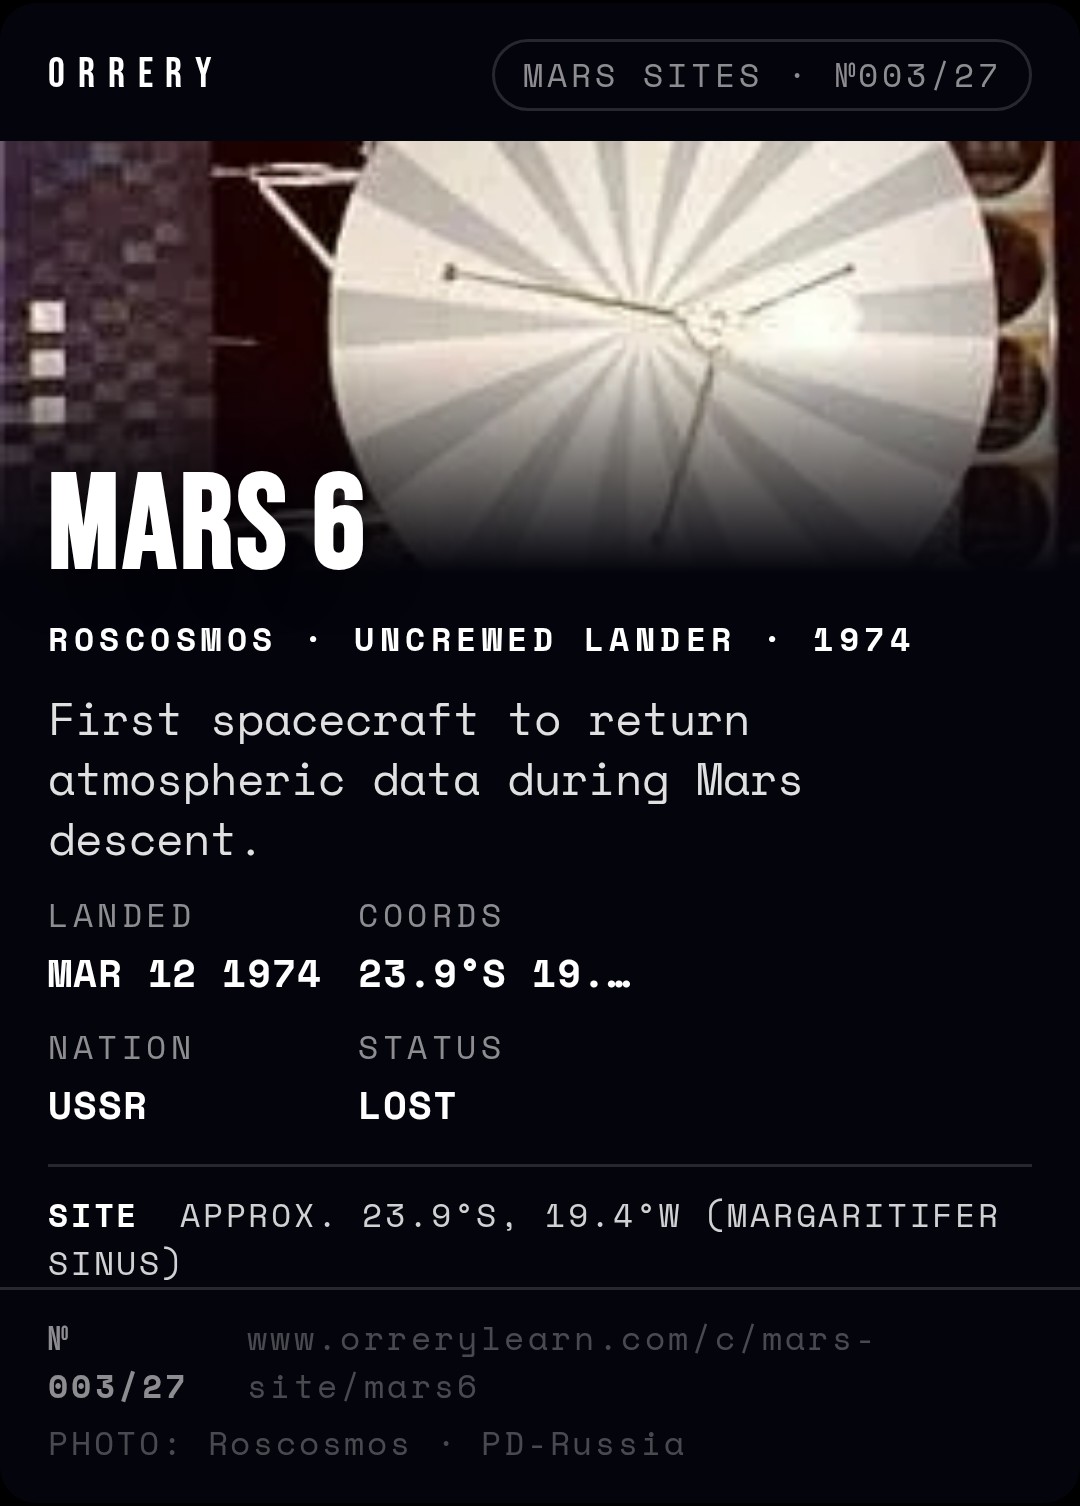 ORRERY
MARS SITES · №003/27
MARS 6
ROSCOSMOS · UNCREWED LANDER · 1974
First spacecraft to return
atmospheric data during Mars
descent.
LANDED COORDS
MAR 12 1974 23.9°S 19.…
NATION STATUS
USSR LOST
SITE APPROX. 23.9°S, 19.4°W (MARGARITIFER
SINUS)
№ www.orrerylearn.com/c/mars-
003/27 site/mars6
PHOTO: Roscosmos · PD-Russia